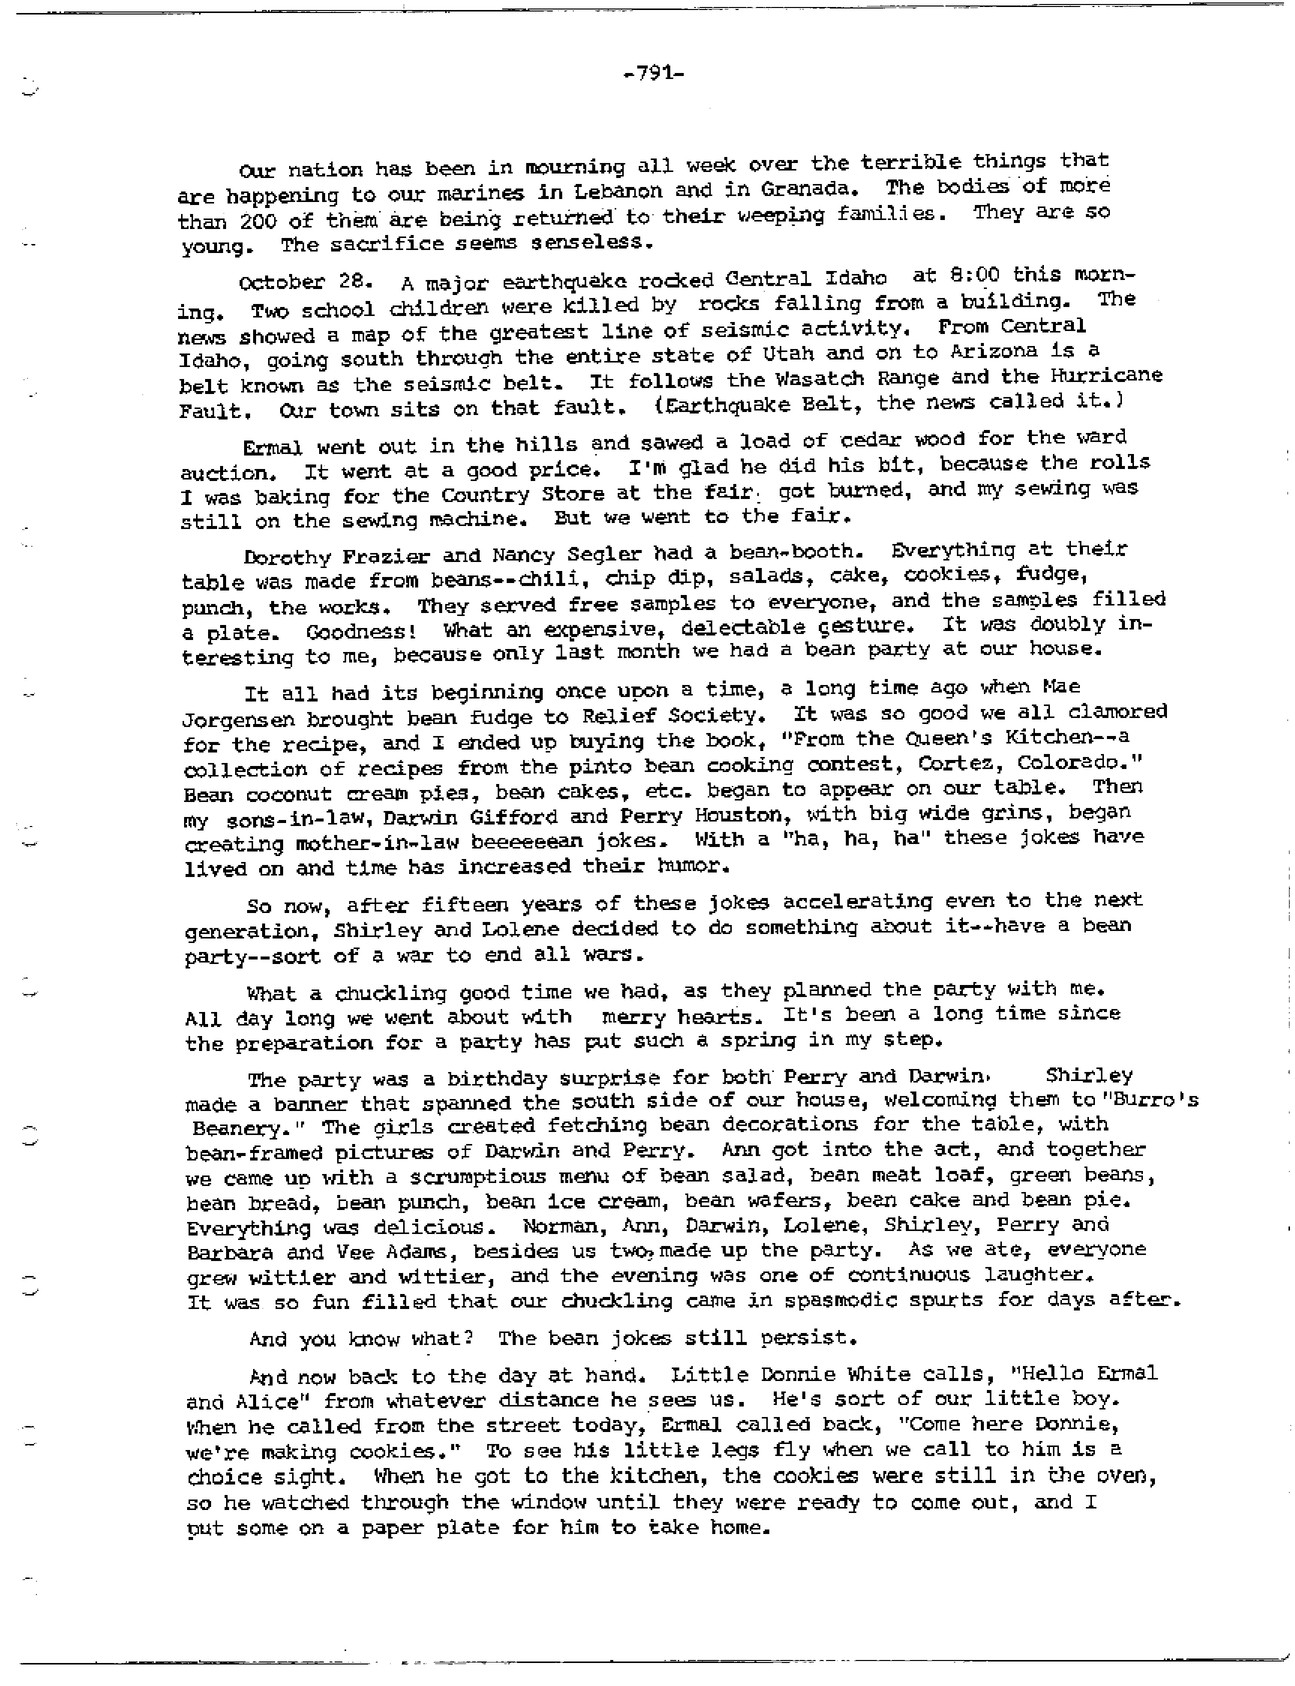 -791-
Our nation has been in mourning all week over the terrible things that
are happening to our marines in Lebanon and in Granada. The bodies of more
than 200 of them are being returned to their weeping families. They are so
young. The sacrifice seems senseless.
October 28. A major earthquake rocked Central Idaho at 8:00 this morn-
ing. Two school children were killed by rocks falling from a building. The
news showed a map of the greatest line of seismic activity. From Central
Idaho, going south through the entire state of Utah and on to Arizona is a
belt known as the seismic belt. It follows the Wasatch Range and the Hurricane
Fault. Our town sits on that fault. (Earthquake Belt, the news called it.)
Ermal went out in the hills and sawed a load of cedar wood for the ward
auction. It went at a good price. I'm glad he did his bit, because the rolls
I was baking for the Country Store at the fair. got burned, and my sewing was
still on the sewing machine. But we went to the fair.
Dorothy Frazier and Nancy Segler had a bean-booth. Everything at their
table was made from beans--chili, chip dip, salads, cake, cookies, fudge,
punch, the works. They served free samples to everyone, and the samples filled
a plate. Goodness! What an expensive, delectable gesture. It was doubly in-
teresting to me, because only last month we had a bean party at our house.
It all had its beginning once upon a time, a long time ago when Mae
Jorgensen brought bean fudge to Relief Society. It was so good we all clamored
for the recipe, and I ended up buying the book, "From the Queen's Kitchen--a
collection of recipes from the pinto bean cooking contest, Cortez, Colorado."
Bean coconut cream pies, bean cakes, etc. began to appear on our table. Then
my sons-in-law, Darwin Gifford and Perry Houston, with big wide grins, began
creating mother-in-law beeeeeean jokes. With a "ha, ha, ha" these jokes have
lived on and time has increased their humor.
So now, after fifteen years of these jokes accelerating even to the next
generation, Shirley and Lolene decided to do something about it--have a bean
party--sort of a war to end all wars.
What a chuckling good time we had, as they planned the party with me.
All day long we went about with merry hearts. It's been a long time since
the preparation for a party has put such a spring in my step.
The party was a birthday surprise for both Perry and Darwin. Shirley
made a banner that spanned the south side of our house, welcoming them to "Burro's
Beanery." The girls created fetching bean decorations for the table, with
bean-framed pictures of Darwin and Perry. Ann got into the act, and together
we came up with a scrumptious menu of bean salad, bean meat loaf, green beans,
bean bread, bean punch, bean ice cream, bean wafers, bean cake and bean pie.
Everything was delicious. Norman, Ann, Darwin, Lolene, Shirley, Perry and
Barbara and Vee Adams, besides us two, made up the party. As we ate, everyone
grew wittier and wittier, and the evening was one of continuous laughter.
It was so fun filled that our chuckling came in spasmodic spurts for days after.
And you know what? The bean jokes still persist.
And now back to the day at hand. Little Donnie White calls, "Hello Ermal
and Alice" from whatever distance he sees us. He's sort of our little boy.
When he called from the street today, Ermal called back, "Come here Donnie,
we're making cookies." To see his little legs fly when we call to him is a
choice sight. When he got to the kitchen, the cookies were still in the oven,
so he watched through the window until they were ready to come out, and I
put some on a paper plate for him to take home.